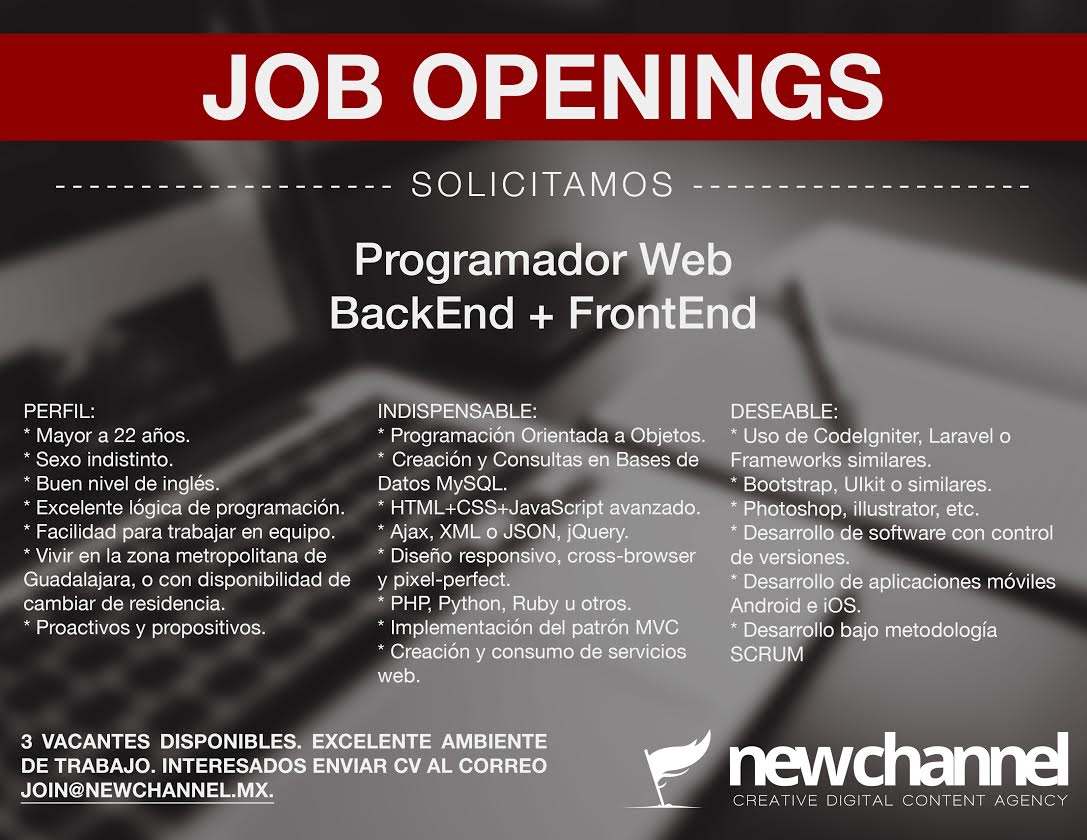 JOB OPENINGS
SOLICITAMOS
Programador Web
BackEnd + FrontEnd
PERFIL:
* Mayor a 22 años.
* Sexo indistinto.
* Buen nivel de inglés.
* Excelente lógica de programación.
* Facilidad para trabajar en equipo.
* Vivir en la zona metropolitana de
Guadalajara, o con disponibilidad de
cambiar de residencia.
* Proactivos y propositivos.
INDISPENSABLE:
* Programación Orientada a Objetos.
* Creación y Consultas en Bases de
Datos MySQL.
* HTML+CSS+JavaScript avanzado.
* Ajax, XML o JSON, jQuery.
* Diseño responsivo, cross-browser
y pixel-perfect.
* PHP, Python, Ruby u otros.
* Implementación del patrón MVC
* Creación y consumo de servicios
web.
DESEABLE:
* Uso de CodeIgniter, Laravel o
Frameworks similares.
* Bootstrap, UIkit o similares.
* Photoshop, illustrator, etc.
* Desarrollo de software con control
de versiones.
* Desarrollo de aplicaciones móviles
Android e iOS.
* Desarrollo bajo metodología
SCRUM
3 VACANTES DISPONIBLES. EXCELENTE AMBIENTE
DE TRABAJO. INTERESADOS ENVIAR CV AL CORREO
JOIN@NEWCHANNEL.MX.
newchannel
CREATIVE DIGITAL CONTENT AGENCY